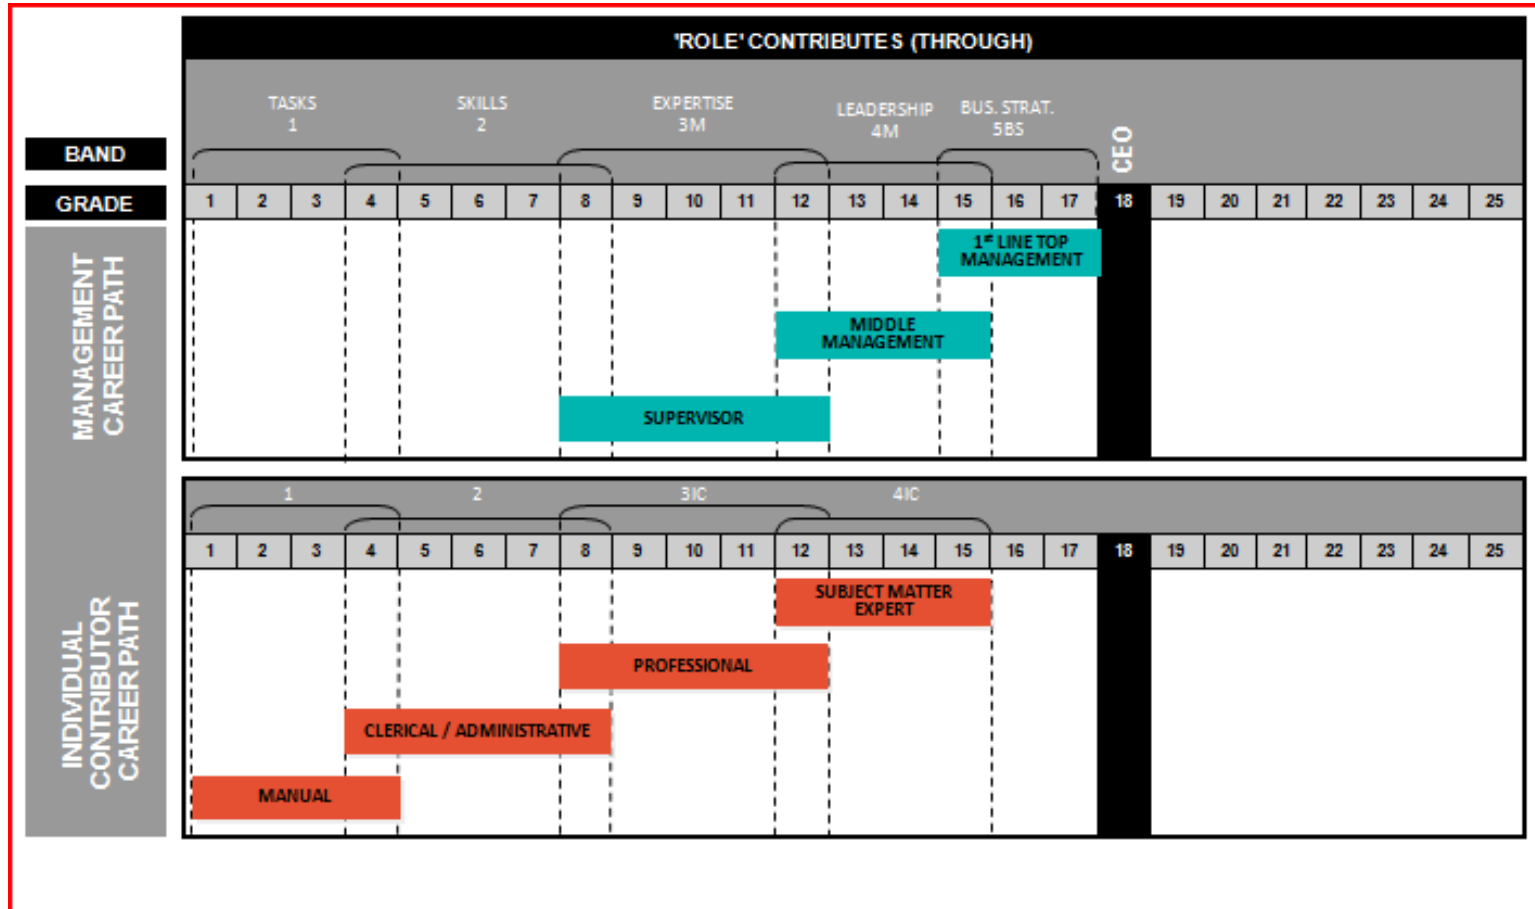 'ROLE' CONTRIBUTES (THROUGH)
TASKS
1
SKILLS
2
EXPERTISE
3M
LEADERSHIP
4M
BUS. STRAT.
5BS
CEO
BAND
GRADE
1 2 3 4 5 6 7 8 9 10 11 12 13 14 15 16 17 18 19 20 21 22 23 24 25
MANAGEMENT
CAREER PATH
1st LINE TOP
MANAGEMENT
MIDDLE
MANAGEMENT
SUPERVISOR
1 2 3IC 4IC
1 2 3 4 5 6 7 8 9 10 11 12 13 14 15 16 17 18 19 20 21 22 23 24 25
INDIVIDUAL
CONTRIBUTOR
CAREER PATH
SUBJECT MATTER
EXPERT
PROFESSIONAL
CLERICAL / ADMINISTRATIVE
MANUAL